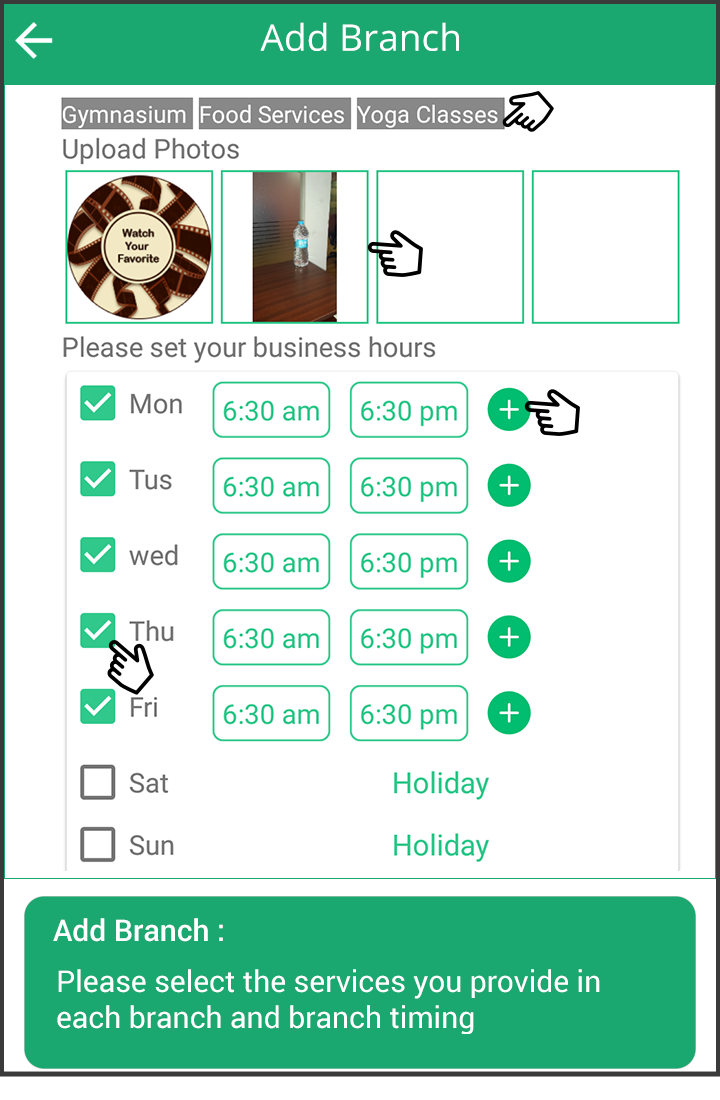 Add Branch
Gymnasium Food Services Yoga Classes
Upload Photos
Watch
Your
Favorite
Please set your business hours
Mon 6:30 am 6:30 pm +
Tus 6:30 am 6:30 pm +
wed 6:30 am 6:30 pm +
Thu 6:30 am 6:30 pm +
Fri 6:30 am 6:30 pm +
Sat Holiday
Sun Holiday
Add Branch :
Please select the services you provide in
each branch and branch timing